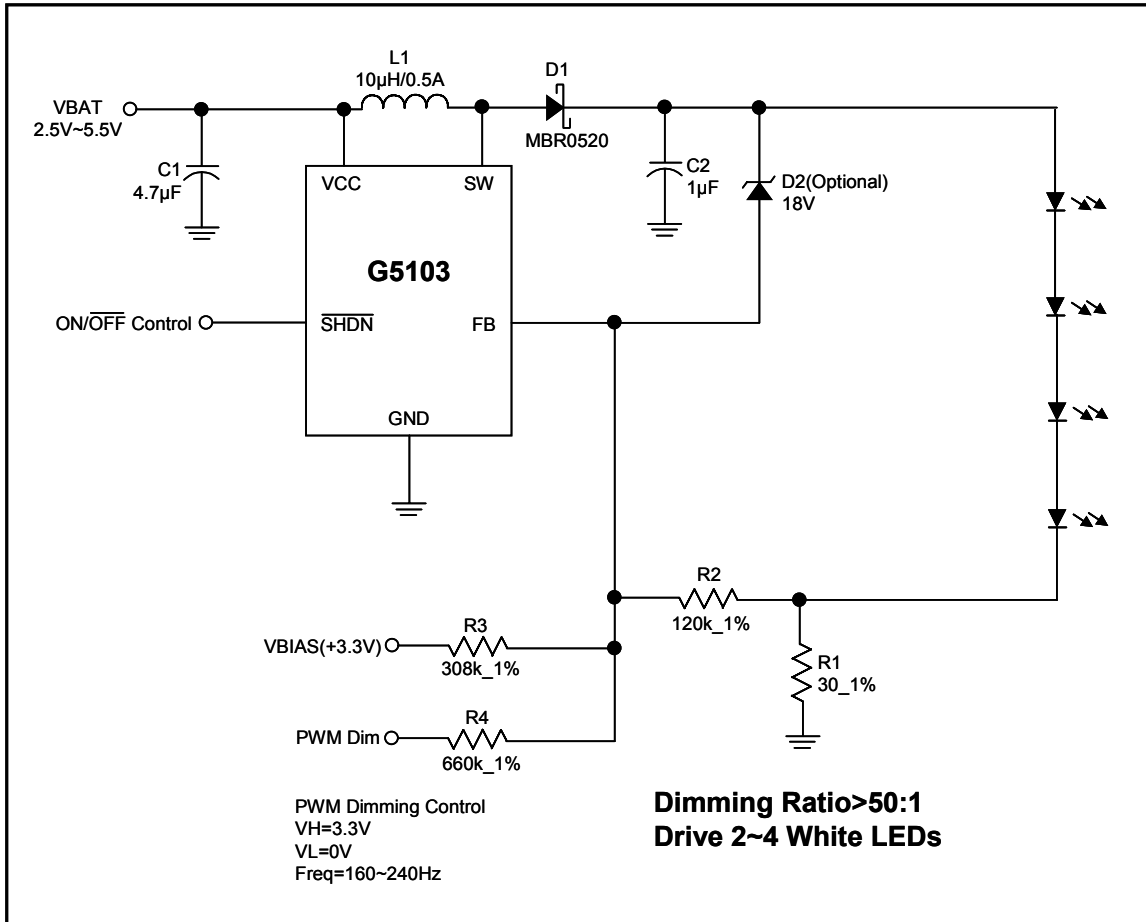 L1
10µH/0.5A
D1
MBR0520
VBAT
2.5V~5.5V
C1
4.7µF
VCC
SW
C2
1µF
D2(Optional)
18V
G5103
ON/OFF Control
SHDN
FB
GND
R2
120k_1%
VBIAS(+3.3V)
R3
308k_1%
R1
30_1%
PWM Dim
R4
660k_1%
PWM Dimming Control
VH=3.3V
VL=0V
Freq=160~240Hz
Dimming Ratio>50:1
Drive 2~4 White LEDs